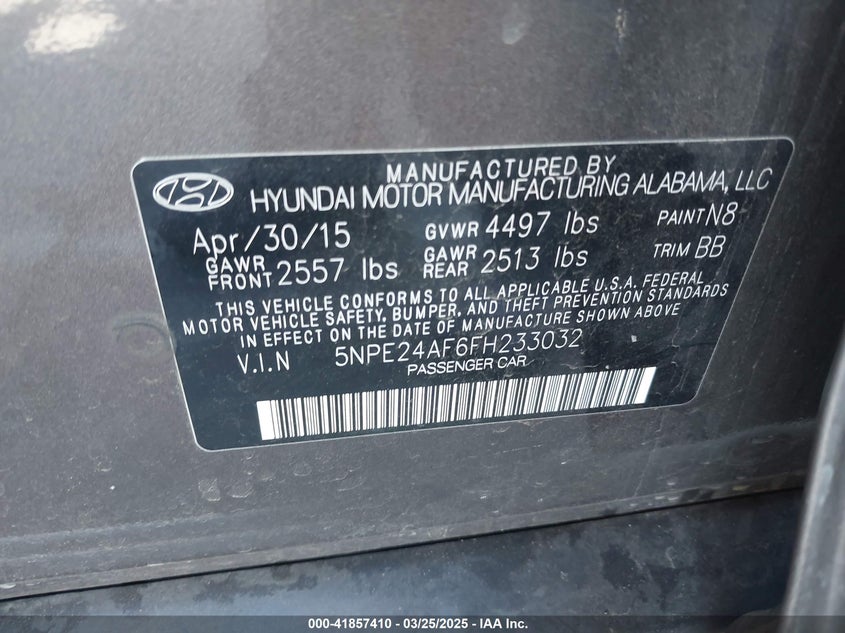 MANUFACTURED BY
HYUNDAI MOTOR MANUFACTURING ALABAMA, LLC
Apr/30/15 GVWR 4497 lbs PAINT N8
GAWR FRONT 2557 lbs GAWR REAR 2513 lbs TRIM BB
THIS VEHICLE CONFORMS TO ALL APPLICABLE U.S.A. FEDERAL
MOTOR VEHICLE SAFETY, BUMPER, AND THEFT PREVENTION STANDARDS
IN EFFECT ON THE DATE OF MANUFACTURE SHOWN ABOVE
V.I.N 5NPE24AF6FH233032
PASSENGER CAR
000-41857410 - 03/25/2025 - IAA Inc.